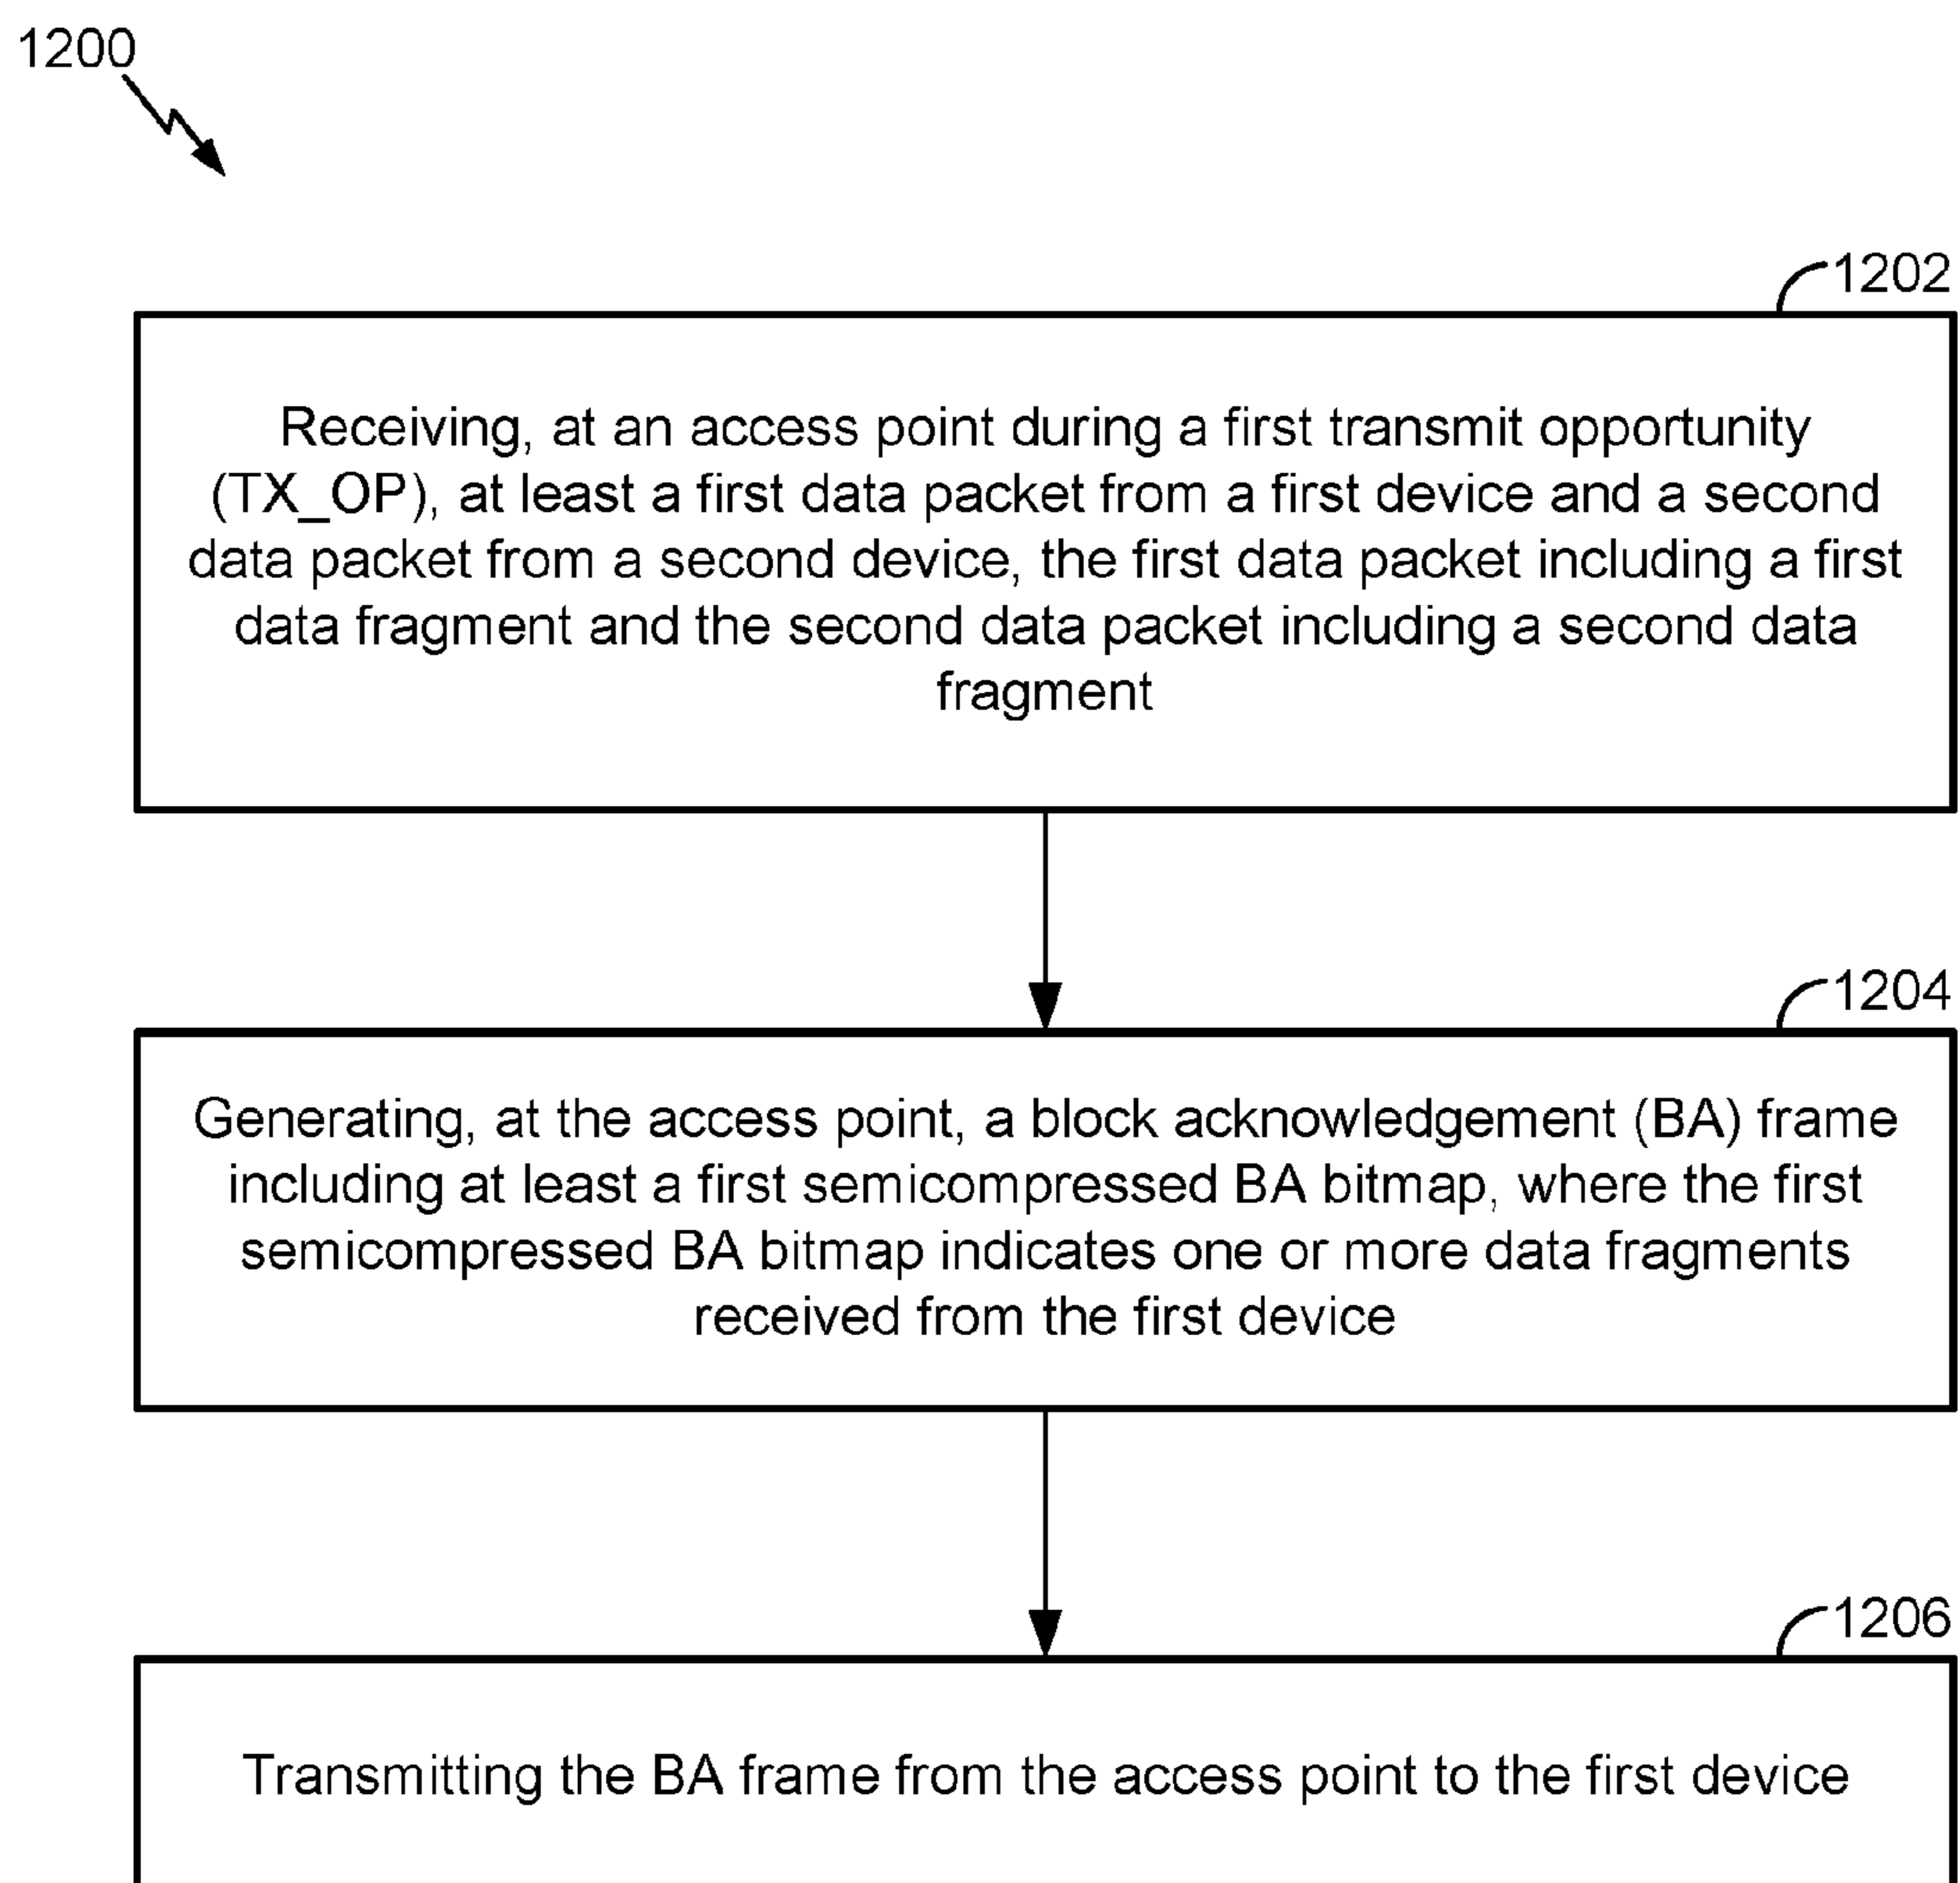 1200
1202
Receiving, at an access point during a first transmit opportunity
(TX_OP), at least a first data packet from a first device and a second
data packet from a second device, the first data packet including a first
data fragment and the second data packet including a second data
fragment
1204
Generating, at the access point, a block acknowledgement (BA) frame
including at least a first semicompressed BA bitmap, where the first
semicompressed BA bitmap indicates one or more data fragments
received from the first device
1206
Transmitting the BA frame from the access point to the first device